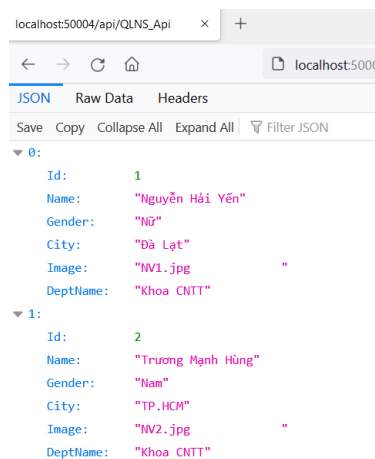 localhost:50004/api/QLNS_Api × +
localhost:5000
JSON Raw Data Headers
Save Copy Collapse All Expand All Filter JSON
0:
Id: 1
Name: "Nguyễn Hải Yến"
Gender: "Nữ"
City: "Đà Lạt"
Image: "NV1.jpg            "
DeptName: "Khoa CNTT"
1:
Id: 2
Name: "Trương Mạnh Hùng"
Gender: "Nam"
City: "TP.HCM"
Image: "NV2.jpg            "
DeptName: "Khoa CNTT"